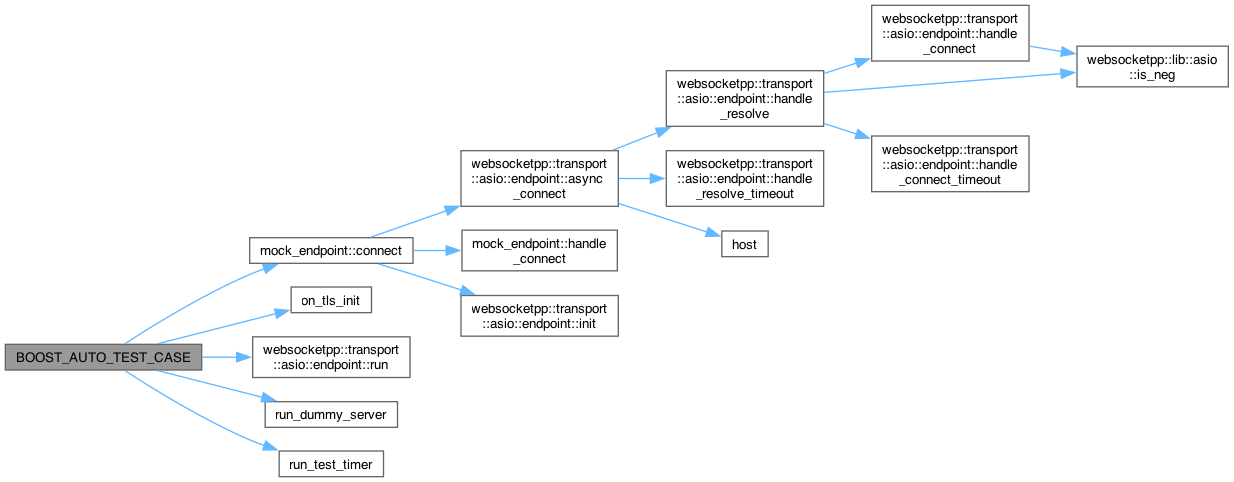 BOOST_AUTO_TEST_CASE
mock_endpoint::connect
on_tls_init
websocketpp::transport
::asio::endpoint::run
run_dummy_server
run_test_timer
websocketpp::transport
::asio::endpoint::async
_connect
mock_endpoint::handle
_connect
websocketpp::transport
::asio::endpoint::init
websocketpp::transport
::asio::endpoint::handle
_resolve
websocketpp::transport
::asio::endpoint::handle
_resolve_timeout
host
websocketpp::transport
::asio::endpoint::handle
_connect
websocketpp::transport
::asio::endpoint::handle
_connect_timeout
websocketpp::lib::asio
::is_neg